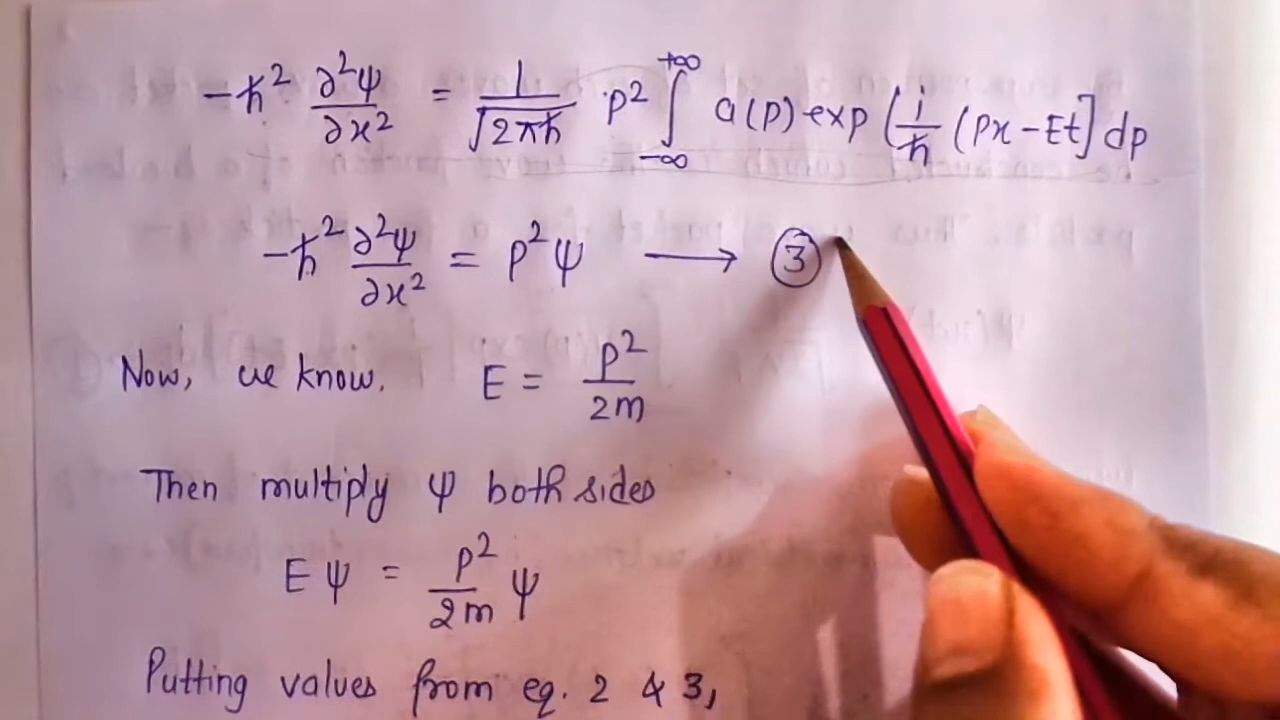 -ℏ² ∂²ψ/∂x² = 1/√2πℏ p² ∫_{-∞}^{+∞} a(p) exp (i/ℏ (px - Et] dp
-ℏ² ∂²ψ/∂x² = p²ψ ⟶ ③
Now, we know. E = p²/2m
Then multiply ψ both sides
Eψ = p²/2m ψ
Putting values from eq. 2 & 3,